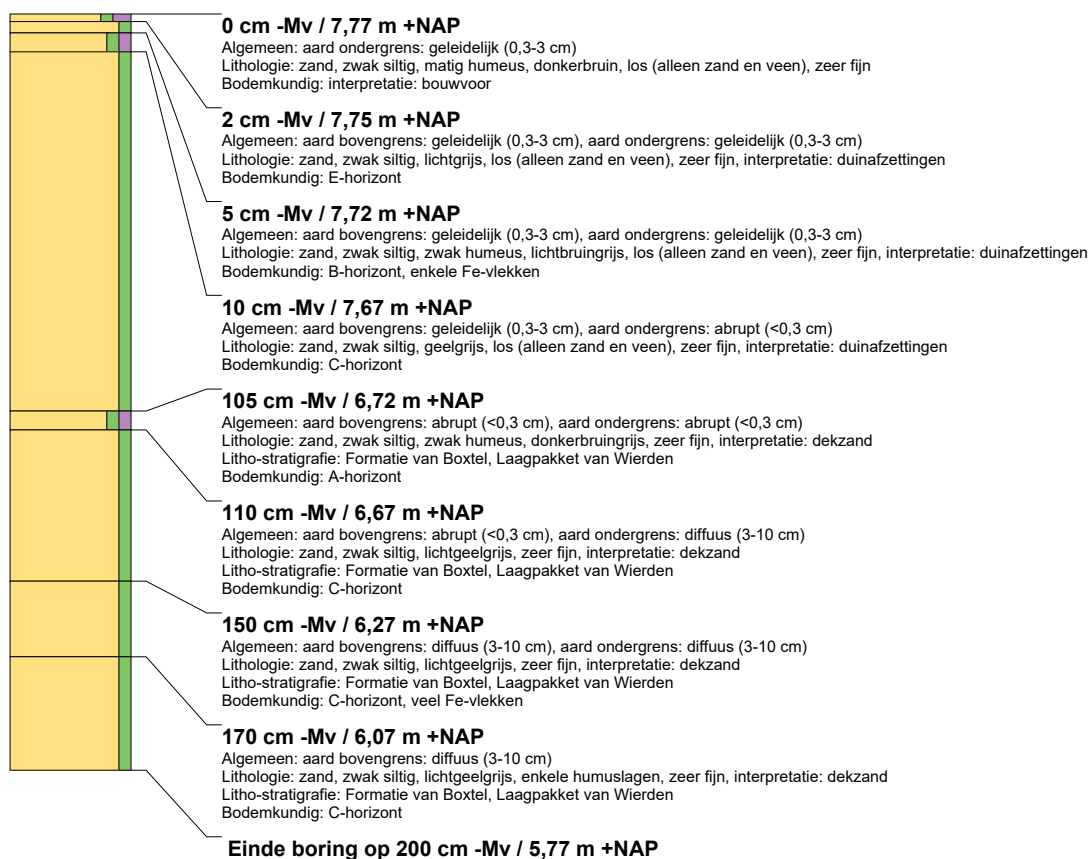 0 cm -Mv / 7,77 m +NAP
Algemeen: aard ondergrens: geleidelijk (0,3-3 cm)
Lithologie: zand, zwak siltig, matig humeus, donkerbruin, los (alleen zand en veen), zeer fijn
Bodemkundig: interpretatie: bouwvoor
2 cm -Mv / 7,75 m +NAP
Algemeen: aard bovengrens: geleidelijk (0,3-3 cm), aard ondergrens: geleidelijk (0,3-3 cm)
Lithologie: zand, zwak siltig, lichtgrijs, los (alleen zand en veen), zeer fijn, interpretatie: duinafzettingen
Bodemkundig: E-horizont
5 cm -Mv / 7,72 m +NAP
Algemeen: aard bovengrens: geleidelijk (0,3-3 cm), aard ondergrens: geleidelijk (0,3-3 cm)
Lithologie: zand, zwak siltig, zwak humeus, lichtbruingrijs, los (alleen zand en veen), zeer fijn, interpretatie: duinafzettingen
Bodemkundig: B-horizont, enkele Fe-vlekken
10 cm -Mv / 7,67 m +NAP
Algemeen: aard bovengrens: geleidelijk (0,3-3 cm), aard ondergrens: abrupt (<0,3 cm)
Lithologie: zand, zwak siltig, geelgrijs, los (alleen zand en veen), zeer fijn, interpretatie: duinafzettingen
Bodemkundig: C-horizont
105 cm -Mv / 6,72 m +NAP
Algemeen: aard bovengrens: abrupt (<0,3 cm), aard ondergrens: abrupt (<0,3 cm)
Lithologie: zand, zwak siltig, zwak humeus, donkerbruingrijs, zeer fijn, interpretatie: dekzand
Litho-stratigrafie: Formatie van Boxtel, Laagpakket van Wierden
Bodemkundig: A-horizont
110 cm -Mv / 6,67 m +NAP
Algemeen: aard bovengrens: abrupt (<0,3 cm), aard ondergrens: diffuus (3-10 cm)
Lithologie: zand, zwak siltig, lichtgeelgrijs, zeer fijn, interpretatie: dekzand
Litho-stratigrafie: Formatie van Boxtel, Laagpakket van Wierden
Bodemkundig: C-horizont
150 cm -Mv / 6,27 m +NAP
Algemeen: aard bovengrens: diffuus (3-10 cm), aard ondergrens: diffuus (3-10 cm)
Lithologie: zand, zwak siltig, lichtgeelgrijs, zeer fijn, interpretatie: dekzand
Litho-stratigrafie: Formatie van Boxtel, Laagpakket van Wierden
Bodemkundig: C-horizont, veel Fe-vlekken
170 cm -Mv / 6,07 m +NAP
Algemeen: aard bovengrens: diffuus (3-10 cm)
Lithologie: zand, zwak siltig, lichtgeelgrijs, enkele humuslagen, zeer fijn, interpretatie: dekzand
Litho-stratigrafie: Formatie van Boxtel, Laagpakket van Wierden
Bodemkundig: C-horizont
Einde boring op 200 cm -Mv / 5,77 m +NAP